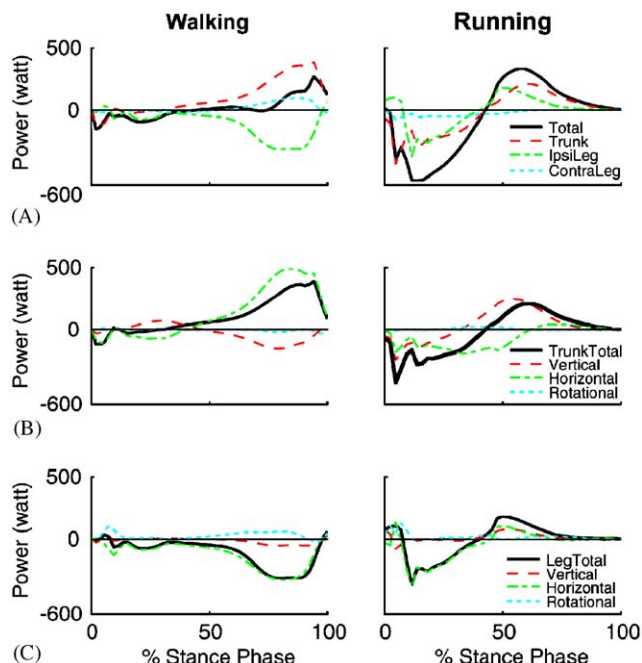 Walking
Running
500
0
-600
Power (watt)
Total
Trunk
IpsiLeg
ContraLeg
(A)
500
0
-600
Power (watt)
TrunkTotal
Vertical
Horizontal
Rotational
(B)
500
0
-600
Power (watt)
LegTotal
Vertical
Horizontal
Rotational
(C)
0
50
100
0
50
100
% Stance Phase
% Stance Phase